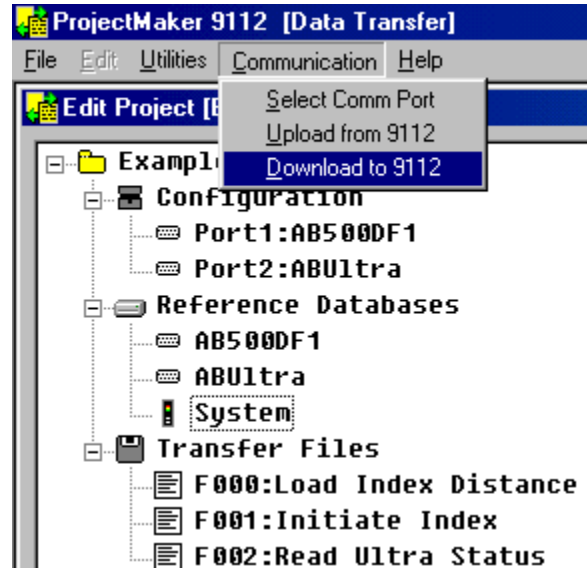 ProjectMaker 9112 [Data Transfer]
File Edit Utilities Communication Help
Select Comm Port
Upload from 9112
Download to 9112
Edit Project [
Exampl
Configuration
Port1:AB500DF1
Port2:ABUltra
Reference Databases
AB500DF1
ABUltra
System
Transfer Files
F000:Load Index Distance
F001:Initiate Index
F002:Read Ultra Status